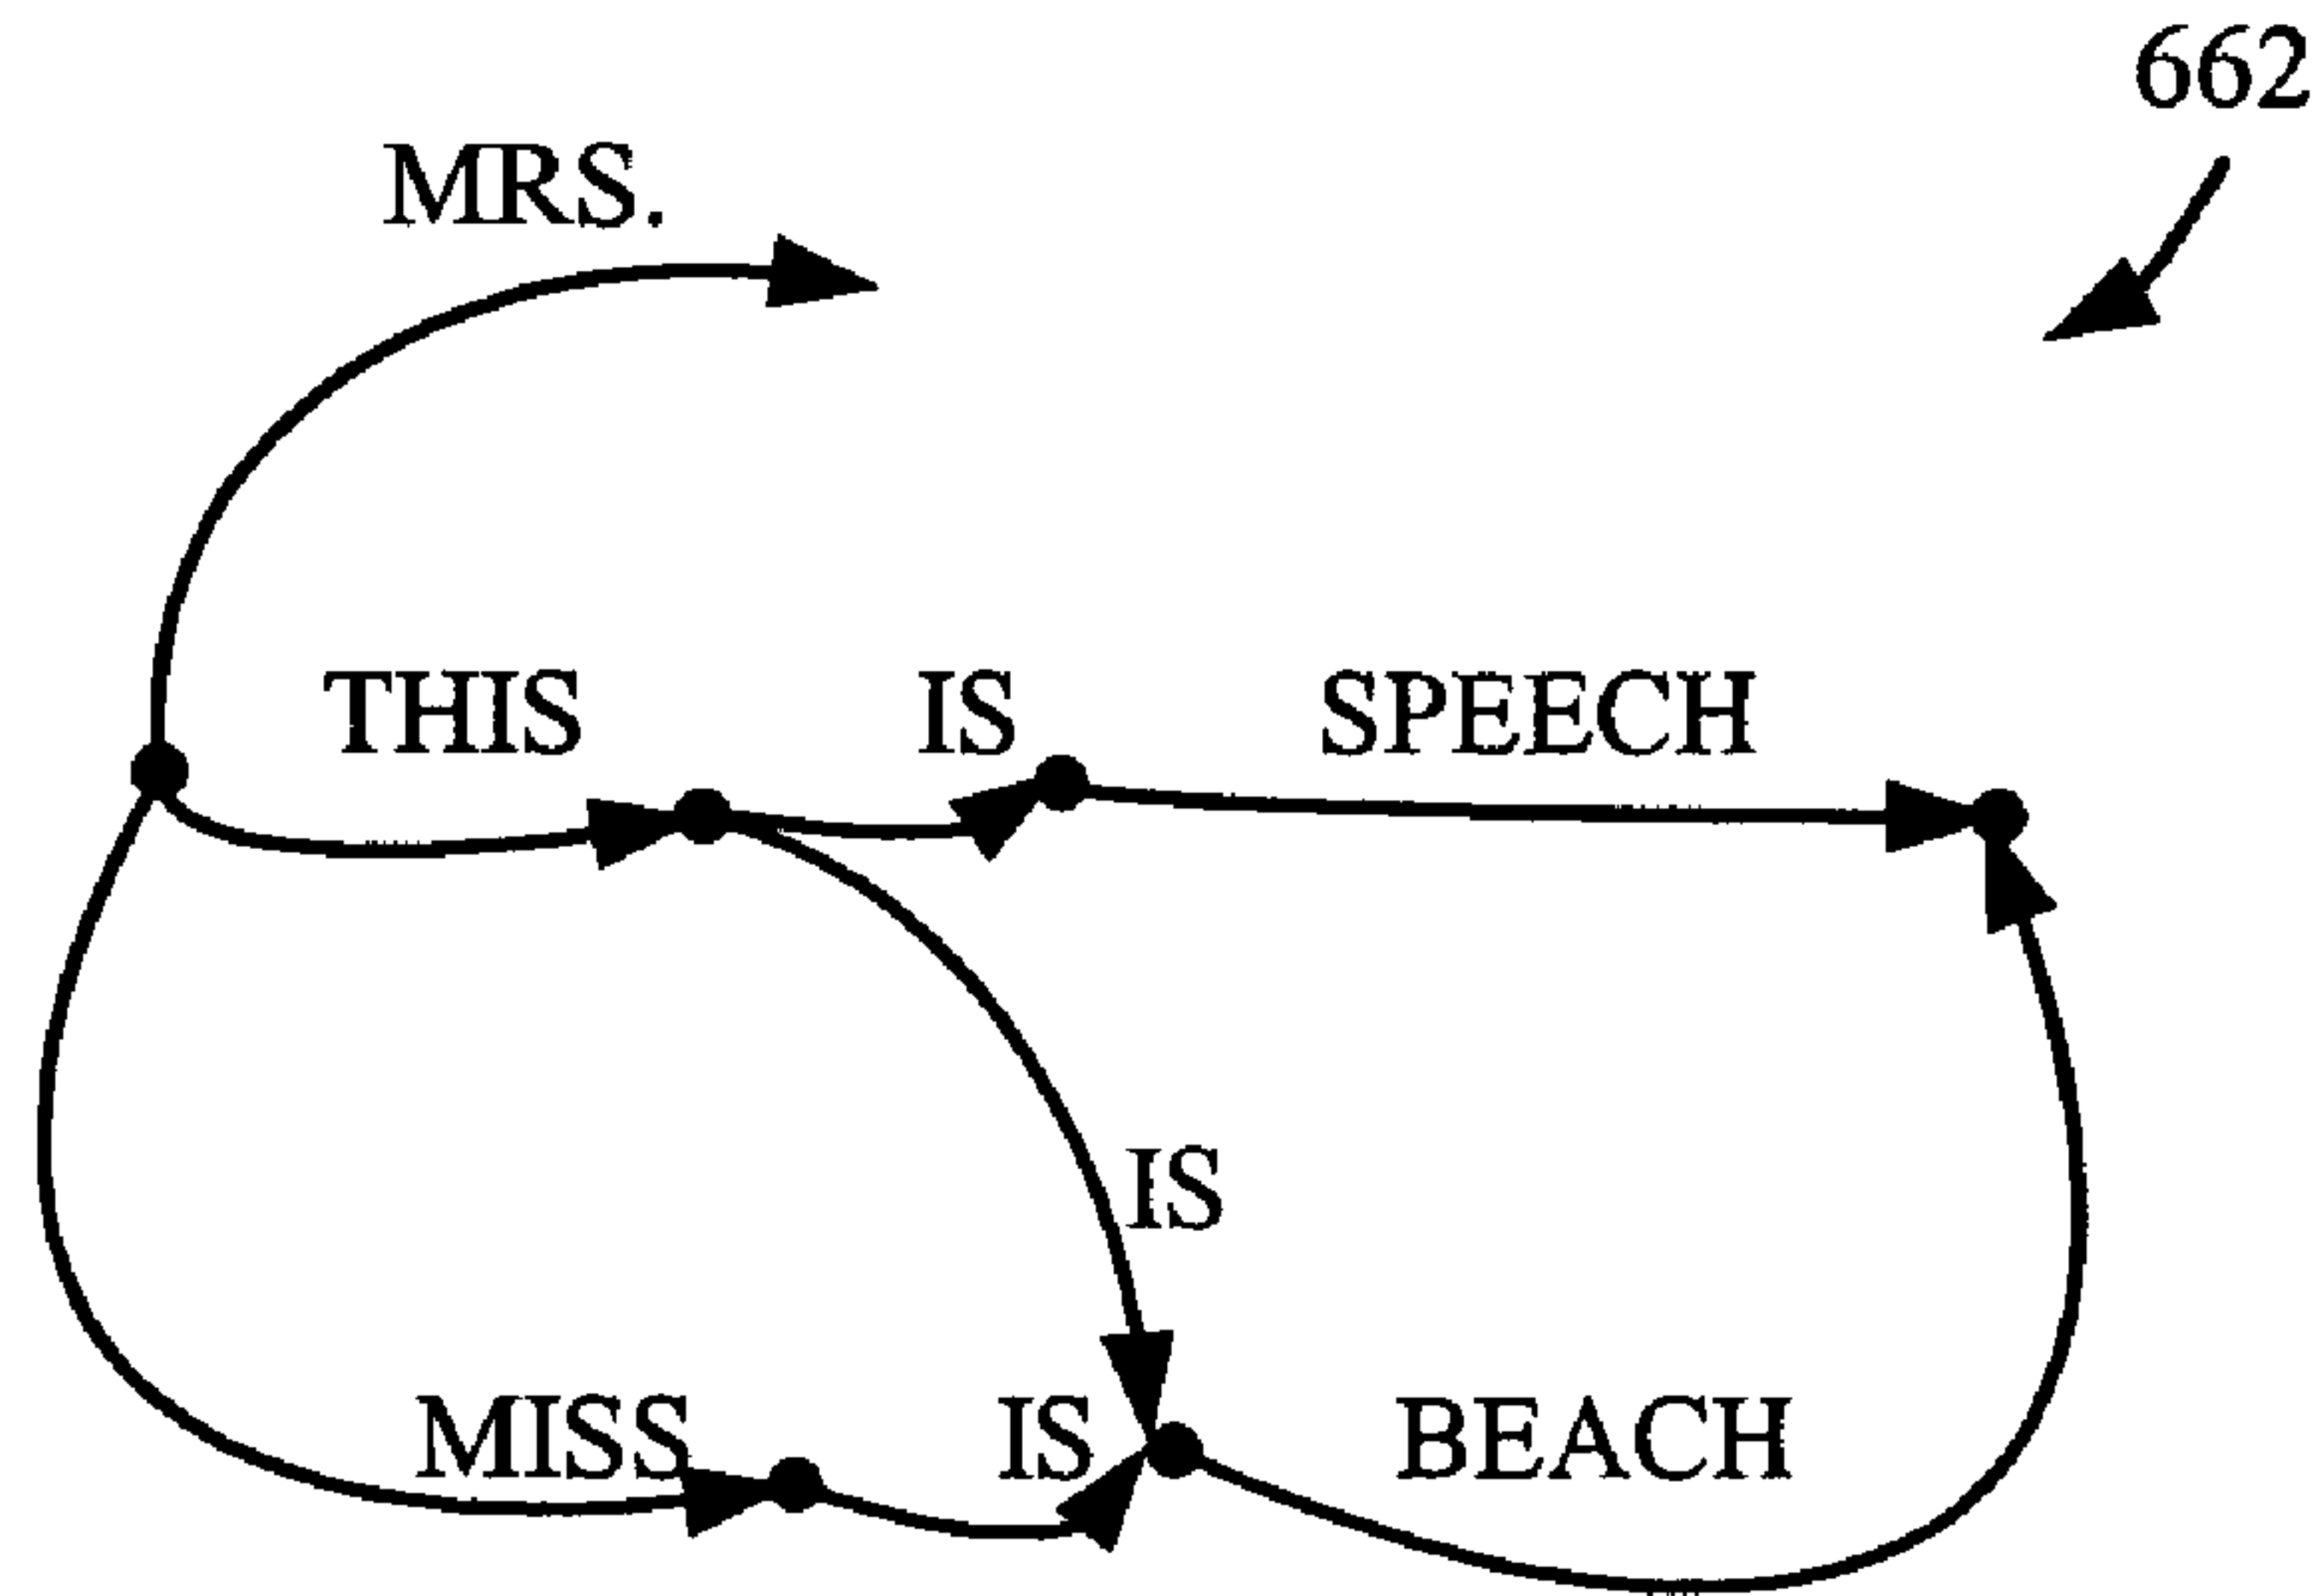 662
MRS.
THIS IS SPEECH
IS
MISS IS BEACH